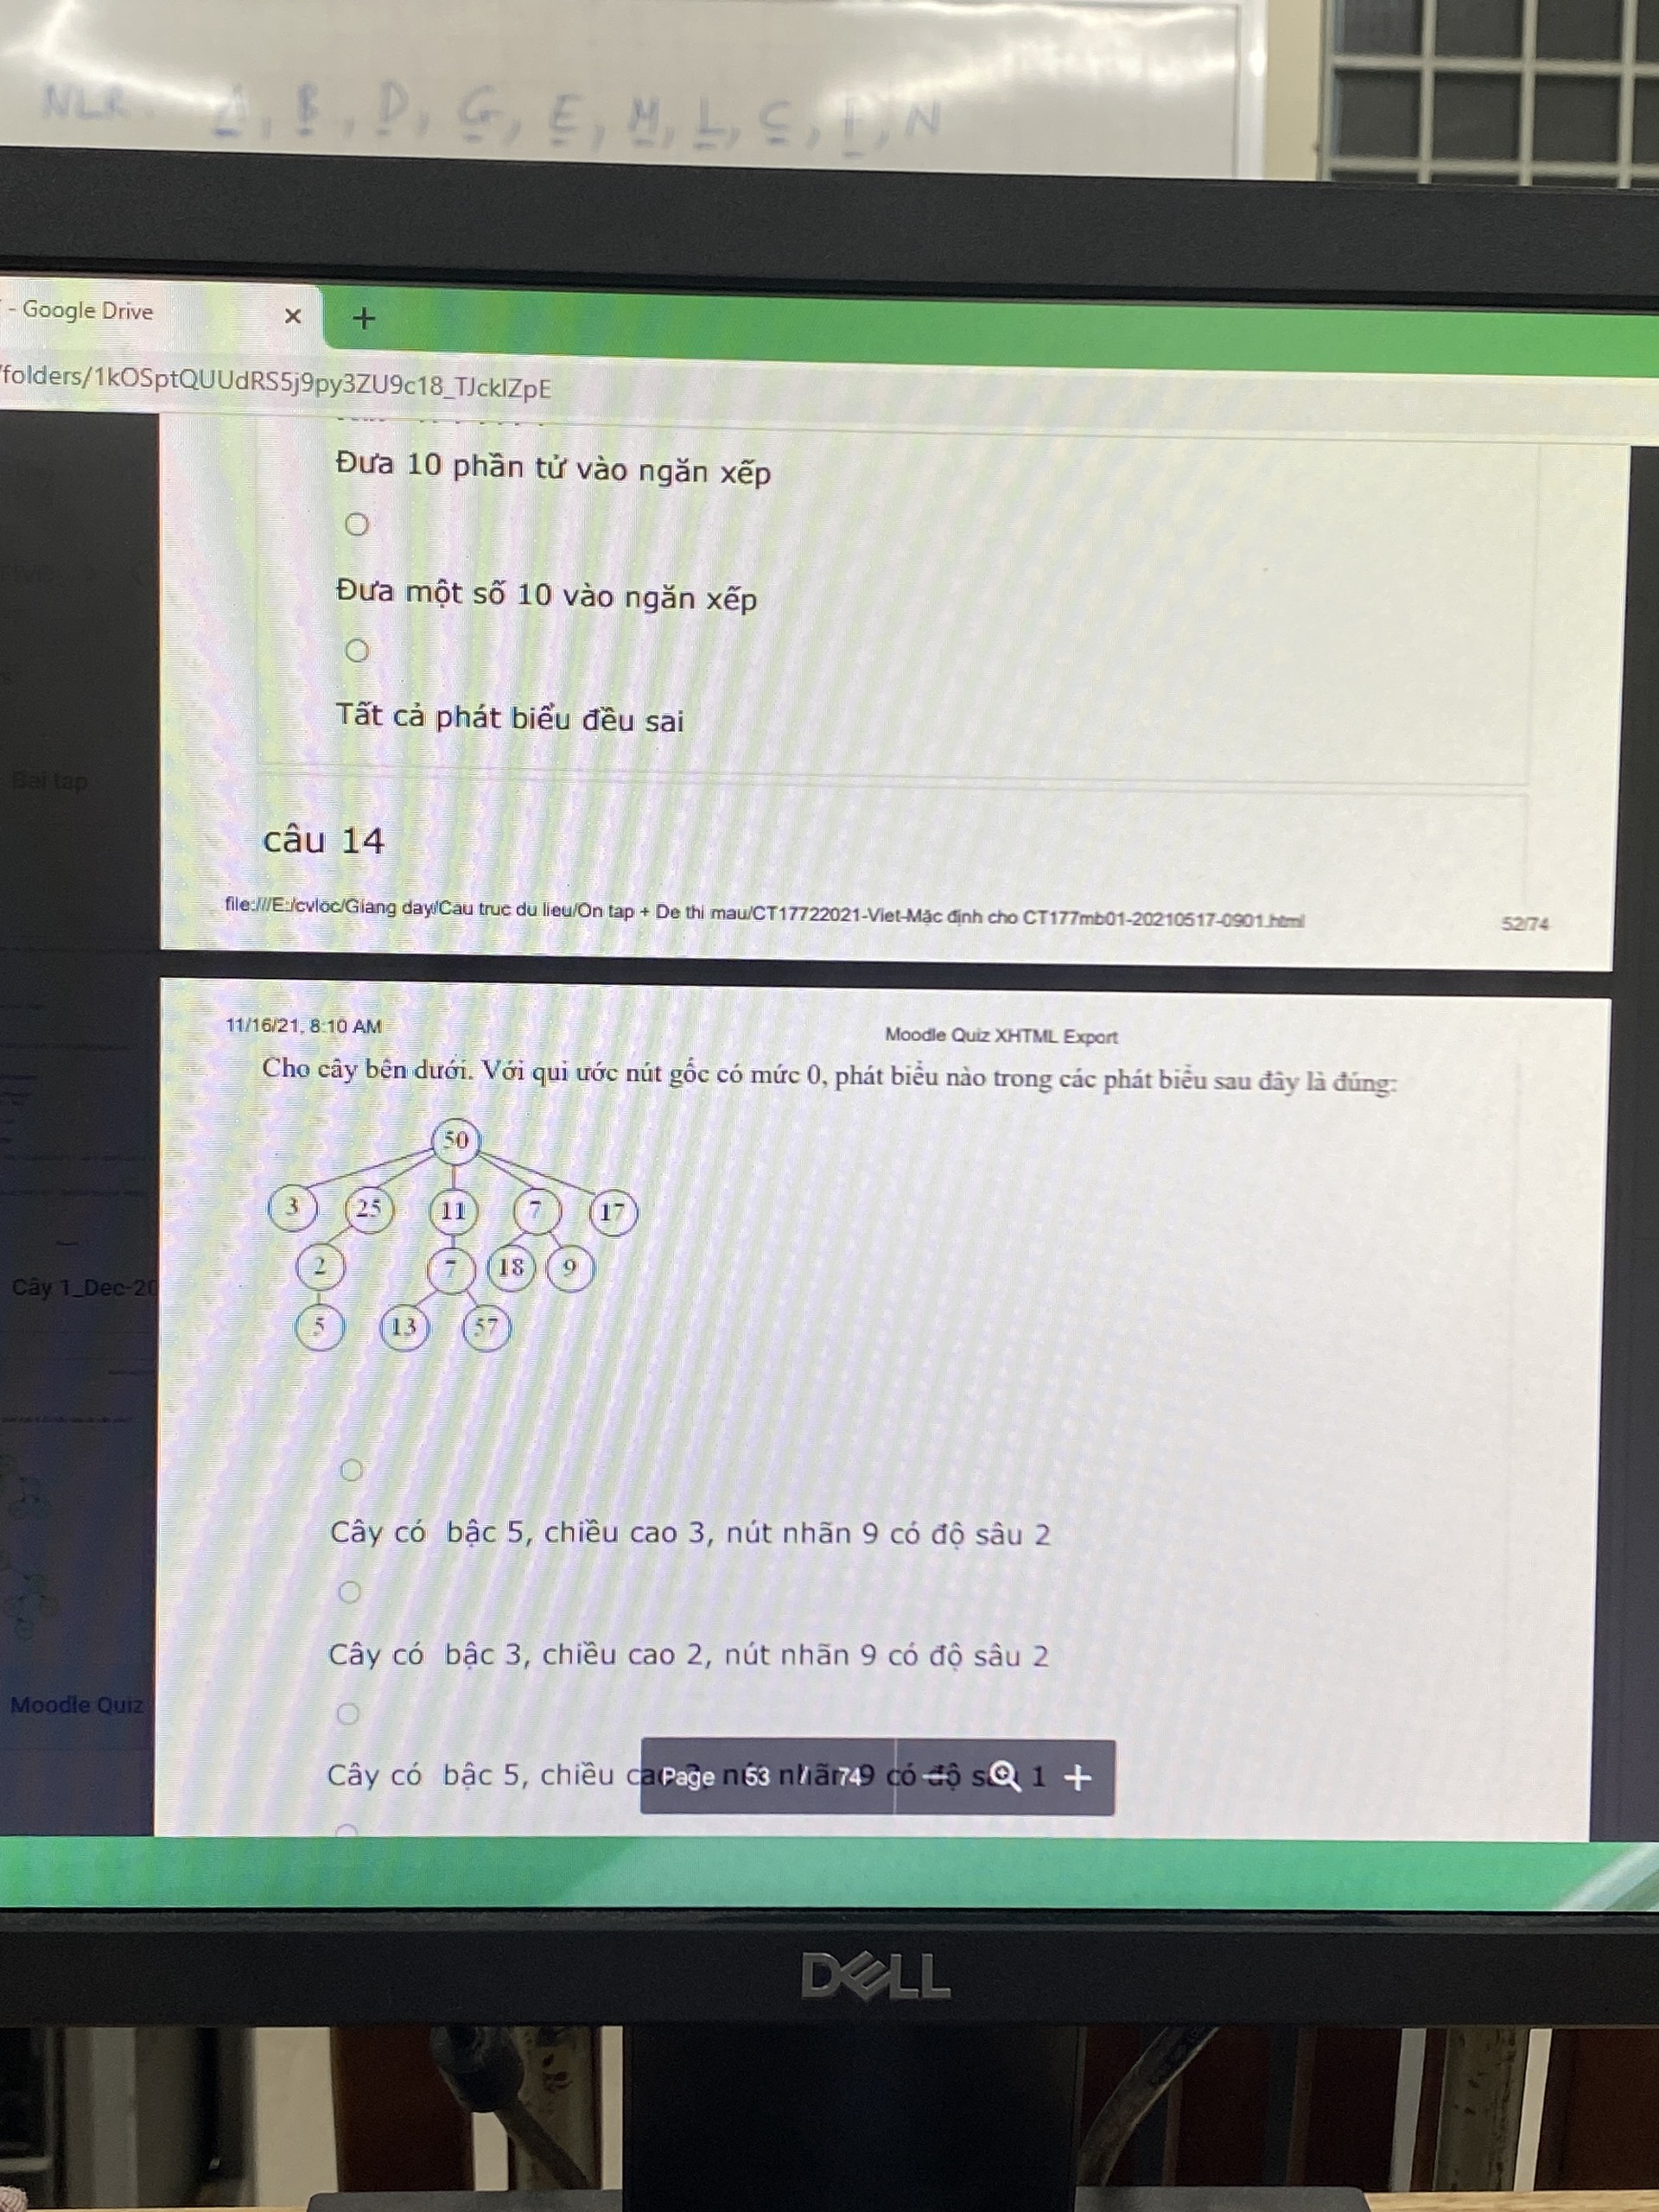 NLR. A, B, D, G, E, M, L, C, F, N
- Google Drive × +
folders/1kOSptQUUdRS5j9py3ZU9c18_TJcklZpE
Đưa 10 phần tử vào ngăn xếp
Đưa một số 10 vào ngăn xếp
Tất cả phát biểu đều sai
Bai tap
câu 14
file:///E:/cvloc/Giang day/Cau truc du lieu/On tap + De thi mau/CT17722021-Viet-Mặc định cho CT177mb01-20210517-0901.html 52/74
11/16/21, 8:10 AM Moodle Quiz XHTML Export
Cho cây bên dưới. Với qui ước nút gốc có mức 0, phát biểu nào trong các phát biểu sau đây là đúng:
50
3 25 11 7 17
2 7 18 9
Cây 1_Dec-20
5 13 57
Cây có bậc 5, chiều cao 3, nút nhãn 9 có độ sâu 2
Cây có bậc 3, chiều cao 2, nút nhãn 9 có độ sâu 2
Moodle Quiz
Cây có bậc 5, chiều nhãn 9 có độ 1
Page 53 / 74 − +
DELL